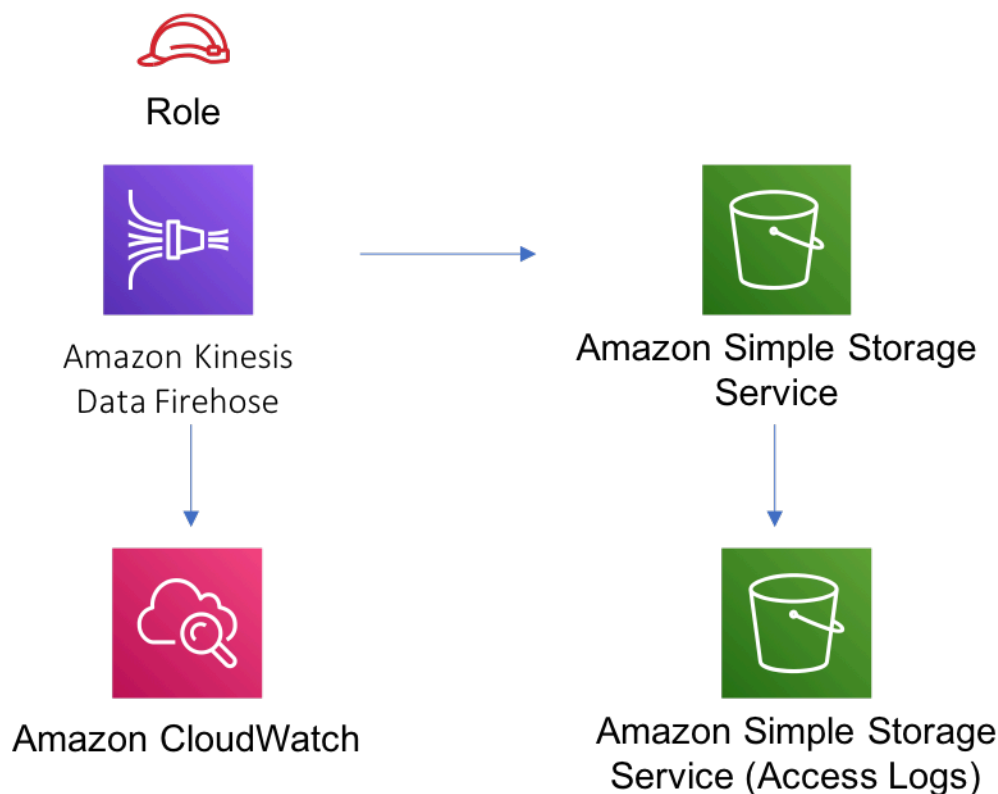 Role
Amazon Kinesis
Data Firehose
Amazon Simple Storage
Service
Amazon CloudWatch
Amazon Simple Storage
Service (Access Logs)